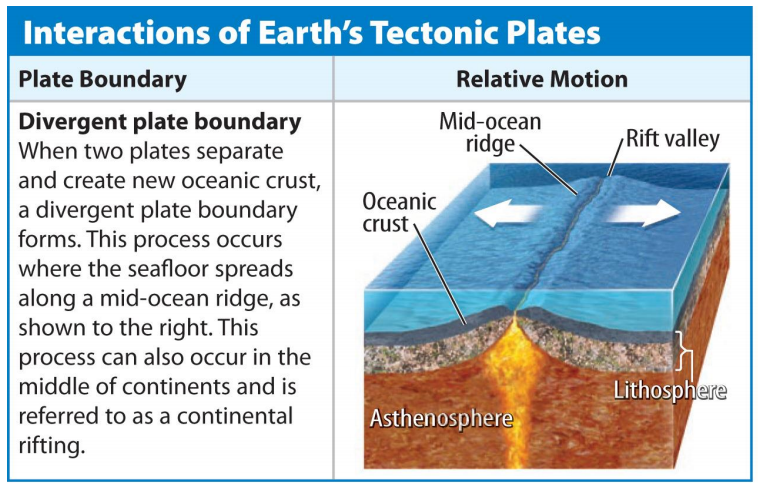 Interactions of Earth's Tectonic Plates
Plate Boundary
Relative Motion
Divergent plate boundary
When two plates separate
and create new oceanic crust,
a divergent plate boundary
forms. This process occurs
where the seafloor spreads
along a mid-ocean ridge, as
shown to the right. This
process can also occur in the
middle of continents and is
referred to as a continental
rifting.
Mid-ocean
ridge
Rift valley
Oceanic
crust
Lithosphere
Asthenosphere